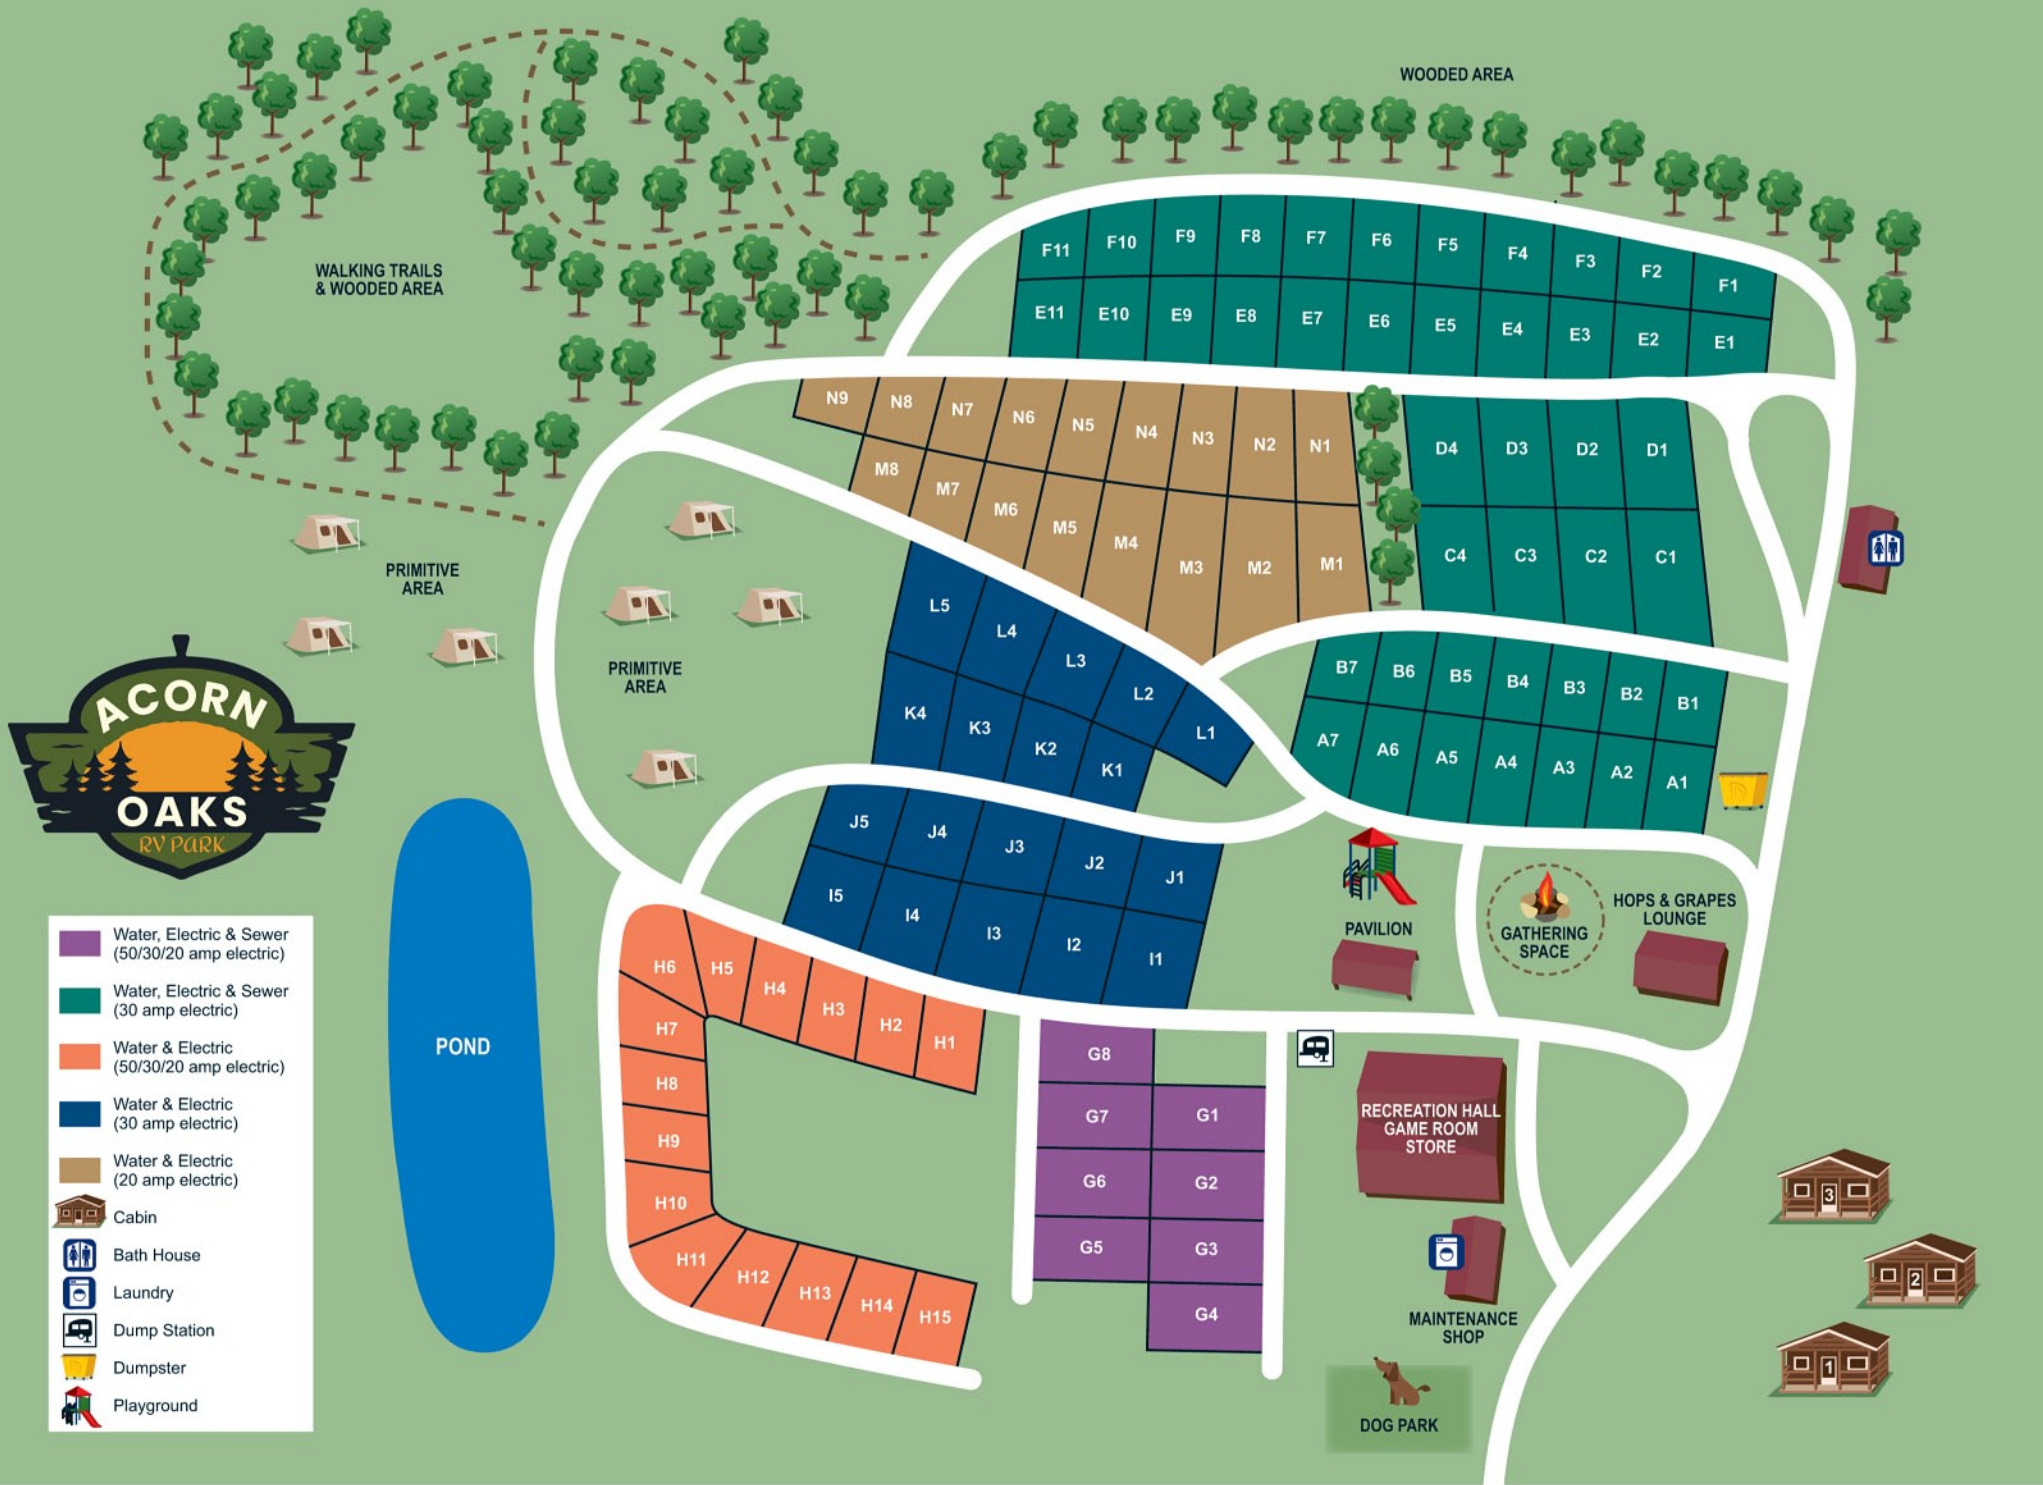 WOODED AREA
WALKING TRAILS
& WOODED AREA
F11 F10 F9 F8 F7 F6 F5 F4 F3 F2 F1
E11 E10 E9 E8 E7 E6 E5 E4 E3 E2 E1
N9 N8 N7 N6 N5 N4 N3 N2 N1
M8 M7 M6 M5 M4 M3 M2 M1
D4 D3 D2 D1
C4 C3 C2 C1
PRIMITIVE
AREA
PRIMITIVE
AREA
L5 L4 L3 L2 L1
K4 K3 K2 K1
B7 B6 B5 B4 B3 B2 B1
A7 A6 A5 A4 A3 A2 A1
D
ACORN
OAKS
RV PARK
J5 J4 J3 J2 J1
I5 I4 I3 I2 I1
PAVILION
GATHERING
SPACE
HOPS & GRAPES
LOUNGE
POND
H6 H5 H4 H3 H2 H1
H7
H8
H9
H10
H11 H12 H13 H14 H15
G8
G7 G1
G6 G2
G5 G3
G4
RECREATION HALL
GAME ROOM
STORE
MAINTENANCE
SHOP
DOG PARK
3
2
1
Water, Electric & Sewer
(50/30/20 amp electric)
Water, Electric & Sewer
(30 amp electric)
Water & Electric
(50/30/20 amp electric)
Water & Electric
(30 amp electric)
Water & Electric
(20 amp electric)
Cabin
Bath House
Laundry
Dump Station
Dumpster
Playground